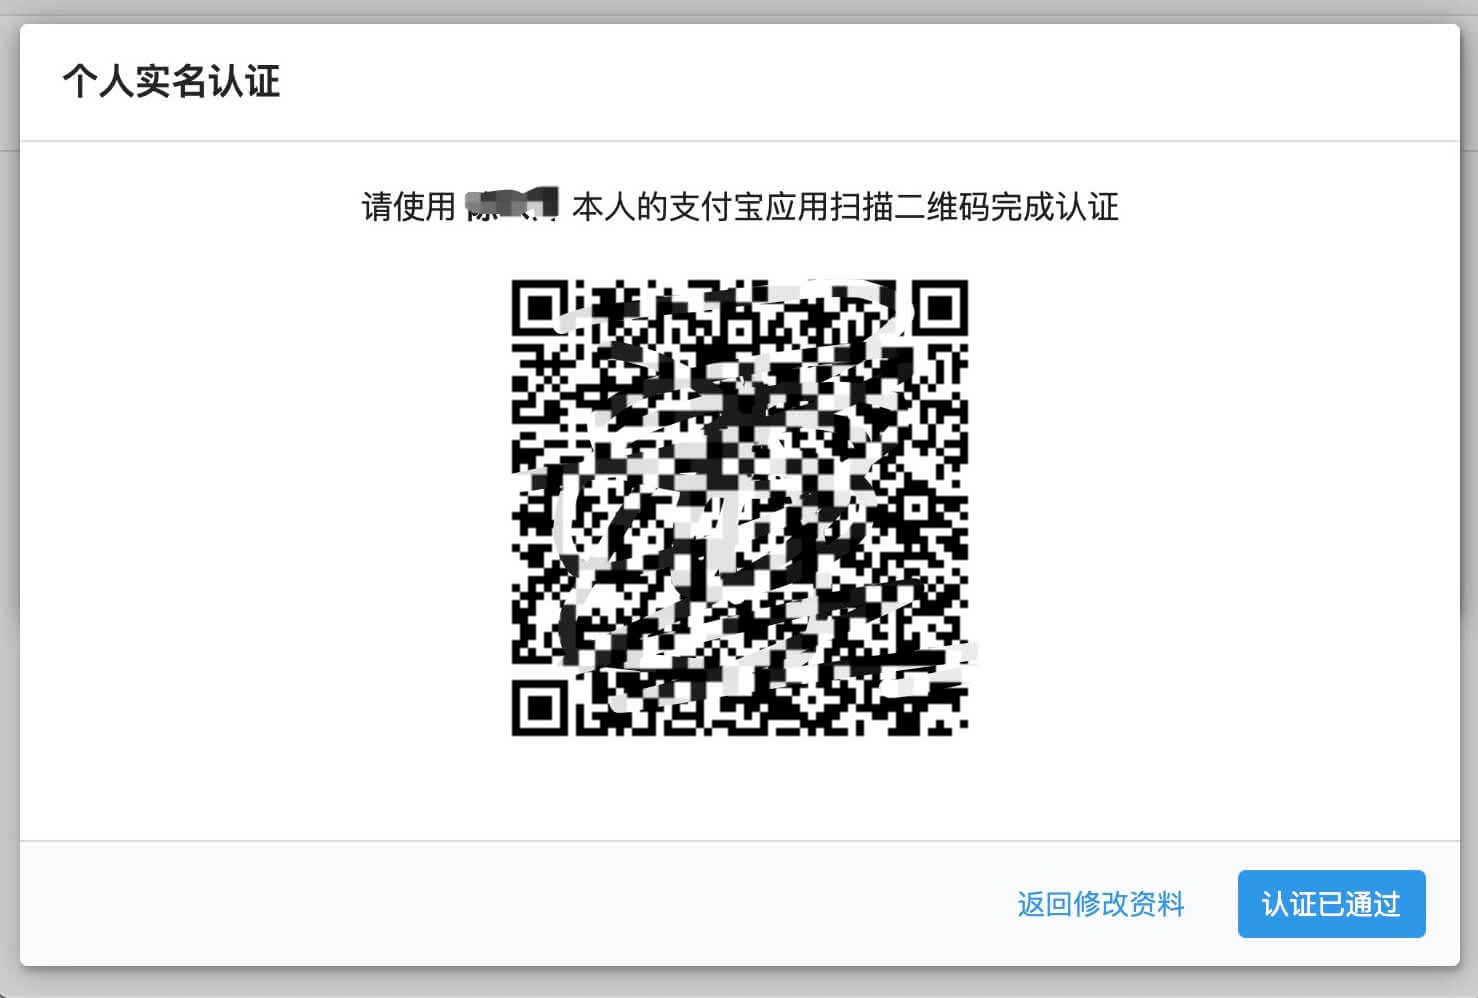 个人实名认证
请使用 本人的支付宝应用扫描二维码完成认证
返回修改资料
认证已通过